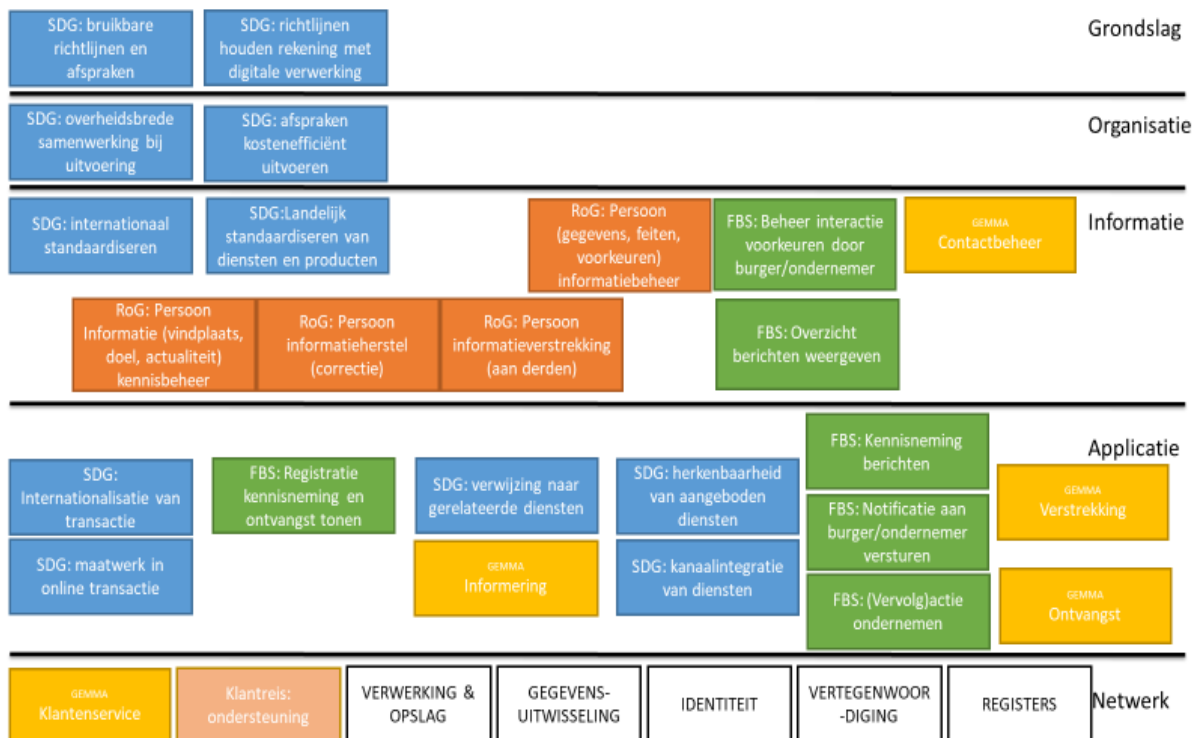 SDG: bruikbare
richtlijnen en
afspraken
SDG: richtlijnen
houden rekening met
digitale verwerking
Grondslag
SDG: overheidsbrede
samenwerking bij
uitvoering
SDG: afspraken
kostenefficiënt
uitvoeren
Organisatie
SDG: internationaal
standaardiseren
SDG:Landelijk
standaardiseren van
diensten en producten
RoG: Persoon
(gegevens, feiten,
voorkeuren)
informatiebeheer
FBS: Beheer interactie
voorkeuren door
burger/ondernemer
GEMMA
Contactbeheer
Informatie
RoG: Persoon
Informatie (vindplaats,
doel, actualiteit)
kennisbeheer
RoG: Persoon
informatieherstel
(correctie)
RoG: Persoon
informatieverstrekking
(aan derden)
FBS: Overzicht
berichten weergeven
Applicatie
SDG:
Internationalisatie van
transactie
FBS: Registratie
kennisneming en
ontvangst tonen
SDG: verwijzing naar
gerelateerde diensten
SDG: herkenbaarheid
van aangeboden
diensten
FBS: Kennisneming
berichten
GEMMA
Verstrekking
SDG: maatwerk in
online transactie
GEMMA
Informering
SDG: kanaalintegratie
van diensten
FBS: Notificatie aan
burger/ondernemer
versturen
FBS: (Vervolg)actie
ondernemen
GEMMA
Ontvangst
GEMMA
Klantenservice
Klantreis:
ondersteuning
VERWERKING &
OPSLAG
GEGEVENS-
UITWISSELING
IDENTITEIT
VERTEGENWOOR
-DIGING
REGISTERS
Netwerk